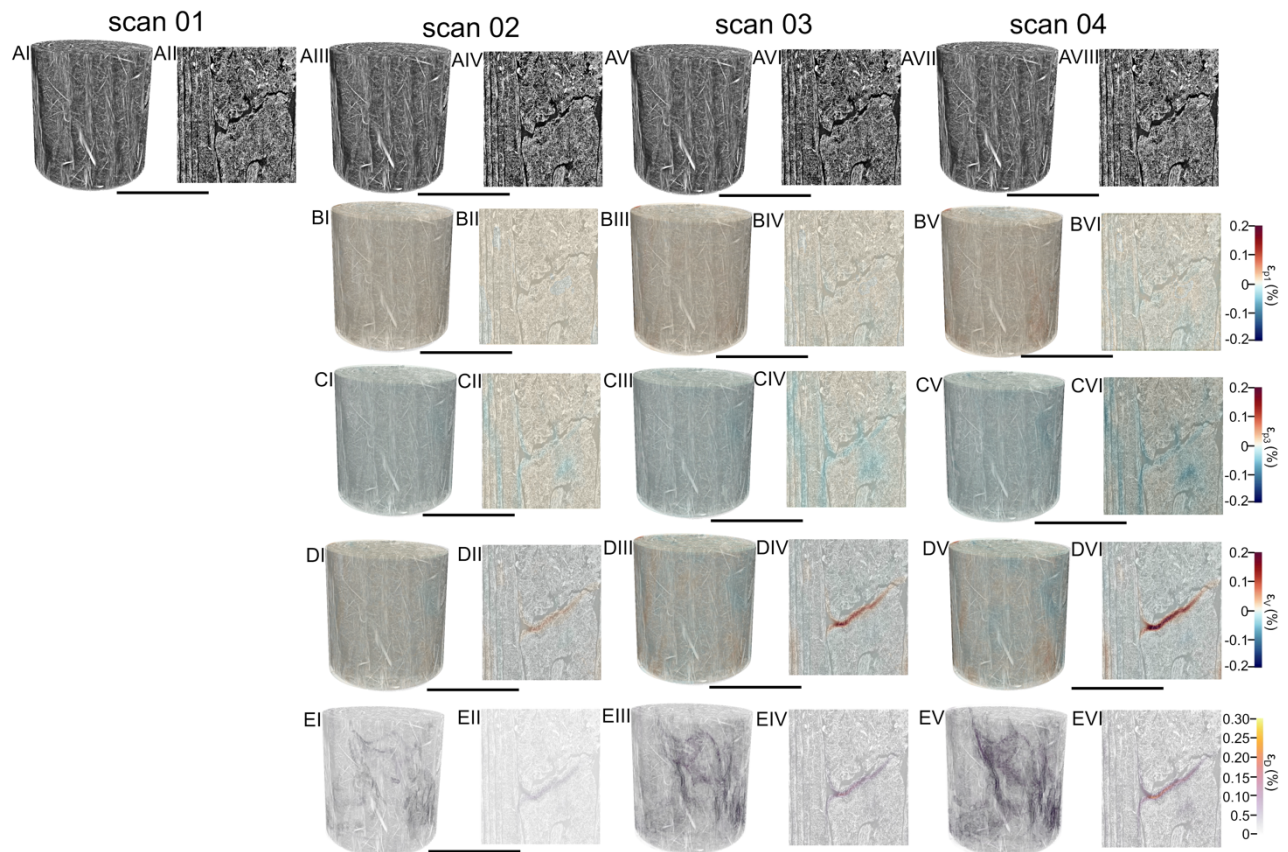 scan 01 scan 02 scan 03 scan 04
AI AII AIII AIV AV AVI AVII AVIII
BI BII BIII BIV BV BVI
0.2
0.1
0
-0.1
-0.2
εp1 (%)
CI CII CIII CIV CV CVI
0.2
0.1
0
-0.1
-0.2
εp3 (%)
DI DII DIII DIV DV DVI
0.2
0.1
0
-0.1
-0.2
εV (%)
EI EII EIII EIV EV EVI
0.30
0.25
0.20
0.15
0.10
0.50
0
εD (%)